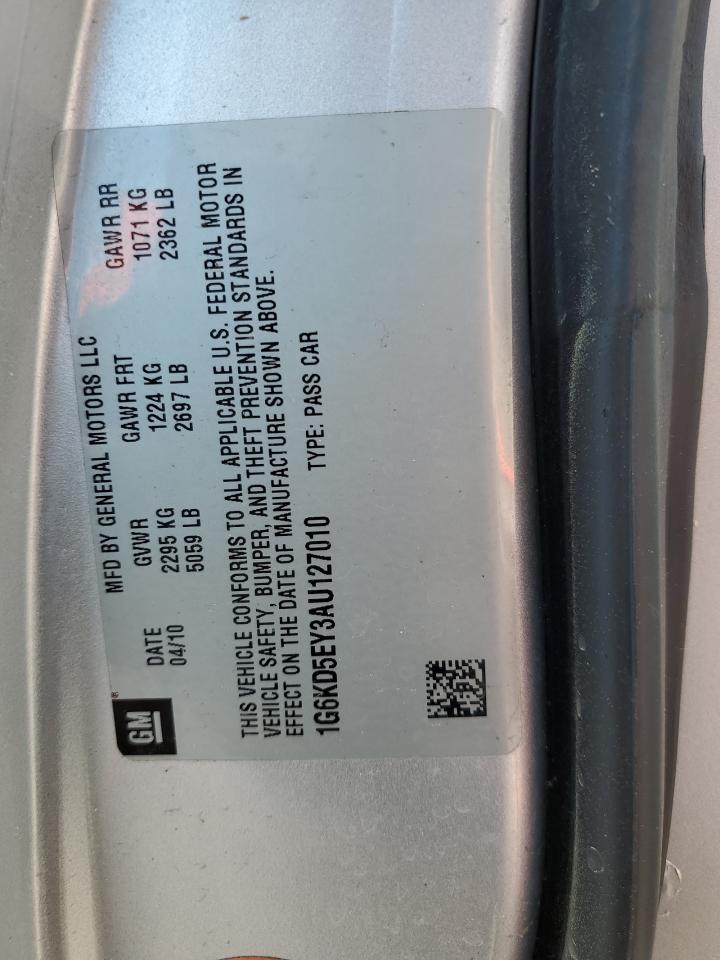 GM ®
MFD BY GENERAL MOTORS LLC
DATE GVWR GAWR FRT GAWR RR
04/10 2295 KG 1224 KG 1071 KG
5059 LB 2697 LB 2362 LB
THIS VEHICLE CONFORMS TO ALL APPLICABLE U.S. FEDERAL MOTOR
VEHICLE SAFETY, BUMPER, AND THEFT PREVENTION STANDARDS IN
EFFECT ON THE DATE OF MANUFACTURE SHOWN ABOVE.
1G6KD5EY3AU127010 TYPE: PASS CAR